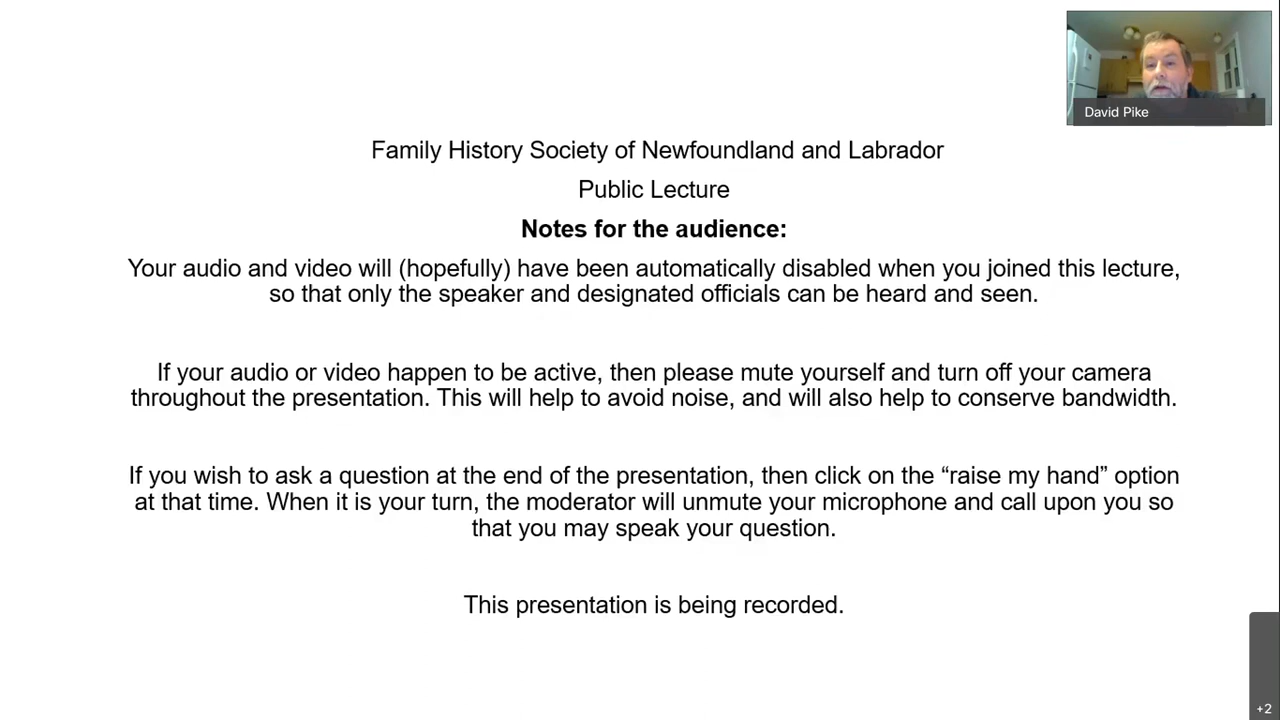 David Pike
Family History Society of Newfoundland and Labrador
Public Lecture
Notes for the audience:
Your audio and video will (hopefully) have been automatically disabled when you joined this lecture,
so that only the speaker and designated officials can be heard and seen.
If your audio or video happen to be active, then please mute yourself and turn off your camera
throughout the presentation. This will help to avoid noise, and will also help to conserve bandwidth.
If you wish to ask a question at the end of the presentation, then click on the “raise my hand” option
at that time. When it is your turn, the moderator will unmute your microphone and call upon you so
that you may speak your question.
This presentation is being recorded.
+2